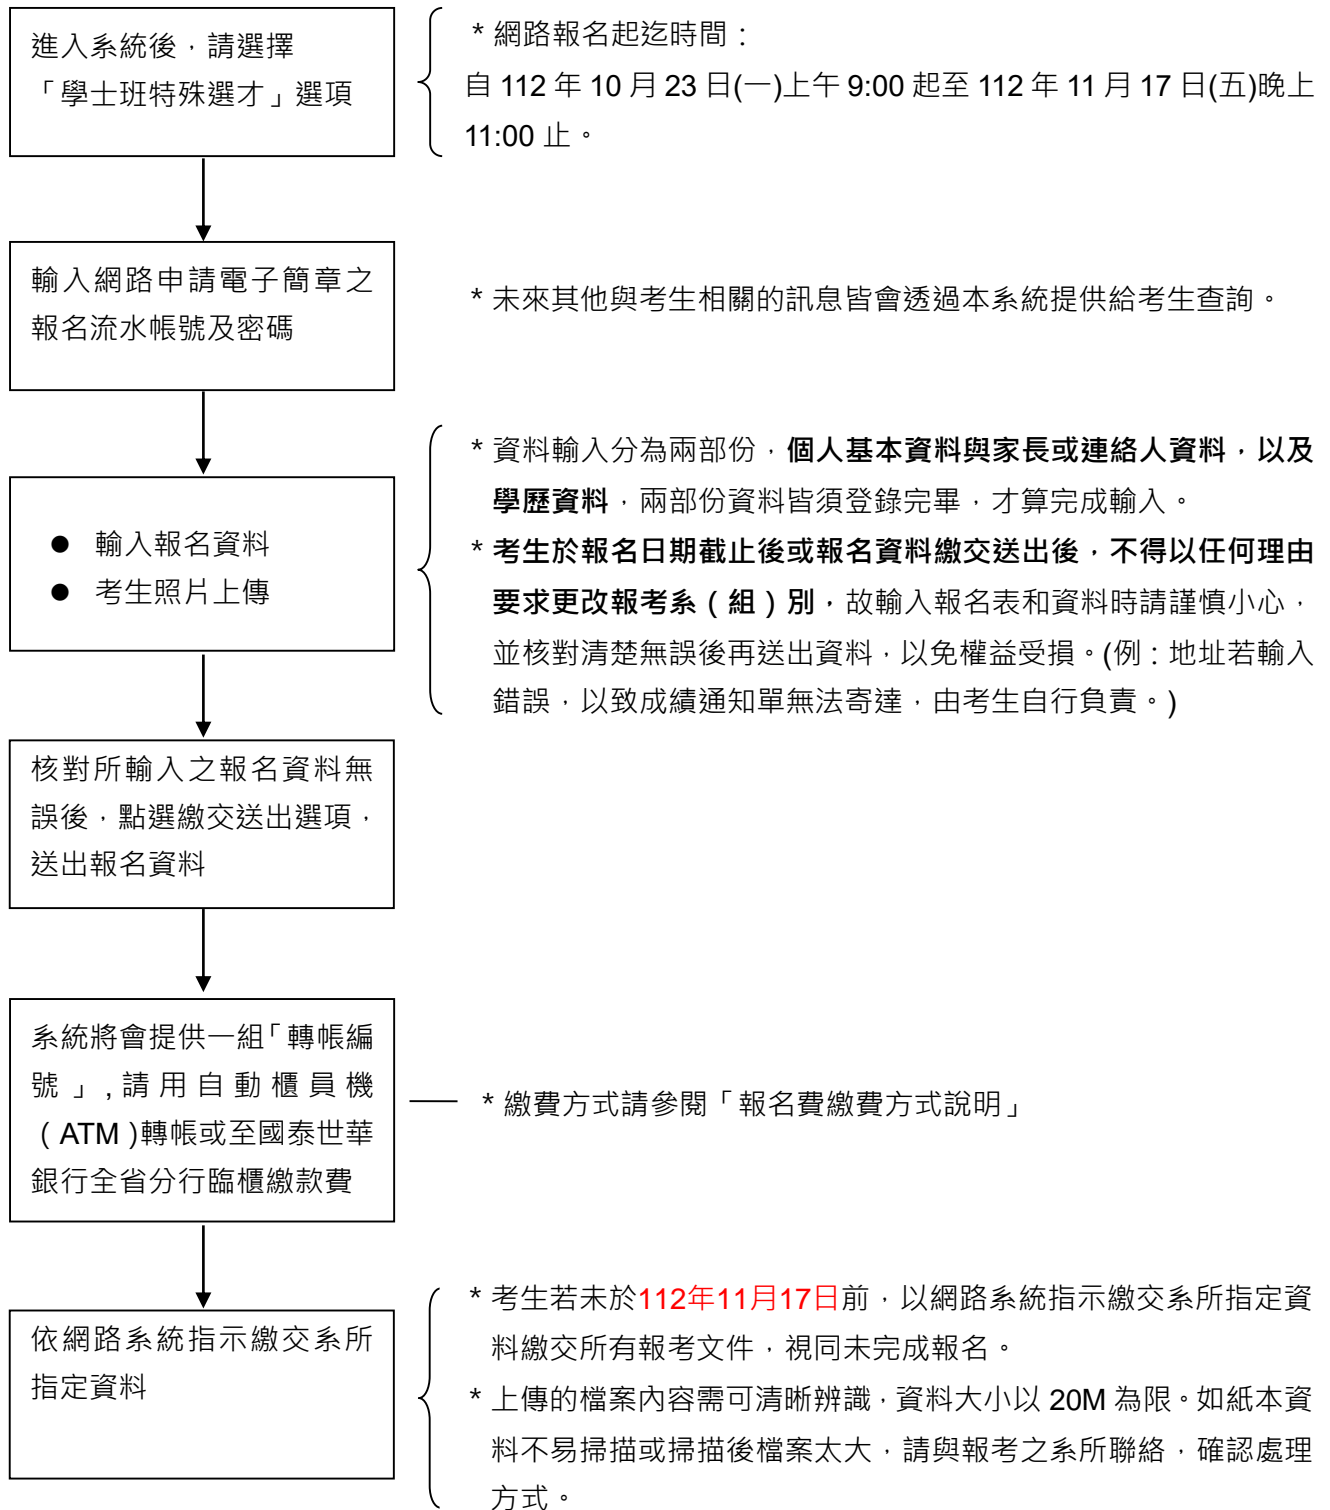 進入系統後，請選擇
「學士班特殊選才」選項
* 網路報名起迄時間：
自 112 年 10 月 23 日(一)上午 9:00 起至 112 年 11 月 17 日(五)晚上
11:00 止。
輸入網路申請電子簡章之
報名流水帳號及密碼
* 未來其他與考生相關的訊息皆會透過本系統提供給考生查詢。
● 輸入報名資料
● 考生照片上傳
* 資料輸入分為兩部份，個人基本資料與家長或連絡人資料，以及
學歷資料，兩部份資料皆須登錄完畢，才算完成輸入。
* 考生於報名日期截止後或報名資料繳交送出後，不得以任何理由
要求更改報考系（組）別，故輸入報名表和資料時請謹慎小心，
並核對清楚無誤後再送出資料，以免權益受損。(例：地址若輸入
錯誤，以致成績通知單無法寄達，由考生自行負責。)
核對所輸入之報名資料無
誤後，點選繳交送出選項，
送出報名資料
系統將會提供一組「轉帳編
號」,請用自動櫃員機
（ATM)轉帳或至國泰世華
銀行全省分行臨櫃繳款費
* 繳費方式請參閱「報名費繳費方式說明」
依網路系統指示繳交系所
指定資料
* 考生若未於112年11月17日前，以網路系統指示繳交系所指定資
料繳交所有報考文件，視同未完成報名。
* 上傳的檔案內容需可清晰辨識，資料大小以 20M 為限。如紙本資
料不易掃描或掃描後檔案太大，請與報考之系所聯絡，確認處理
方式。